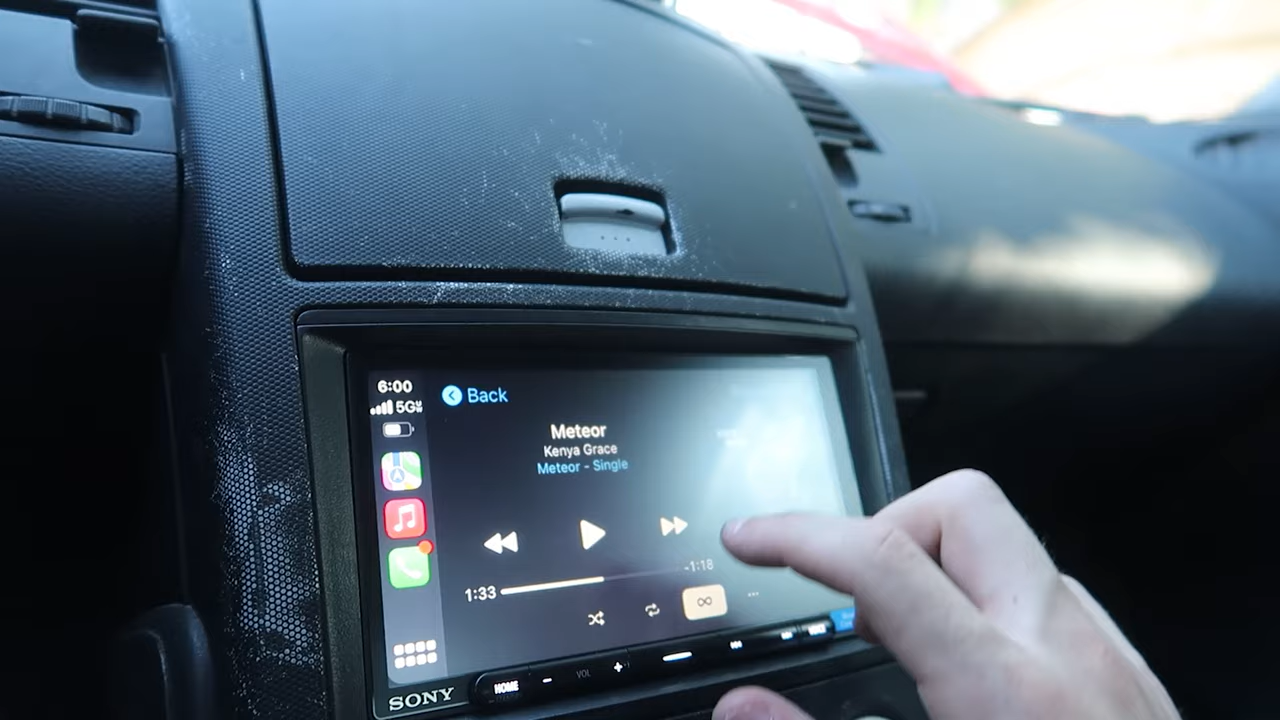 6:00
5G
Back
Meteor
Kenya Grace
Meteor - Single
1:33
-1:18
SONY
HOME
- VOL +